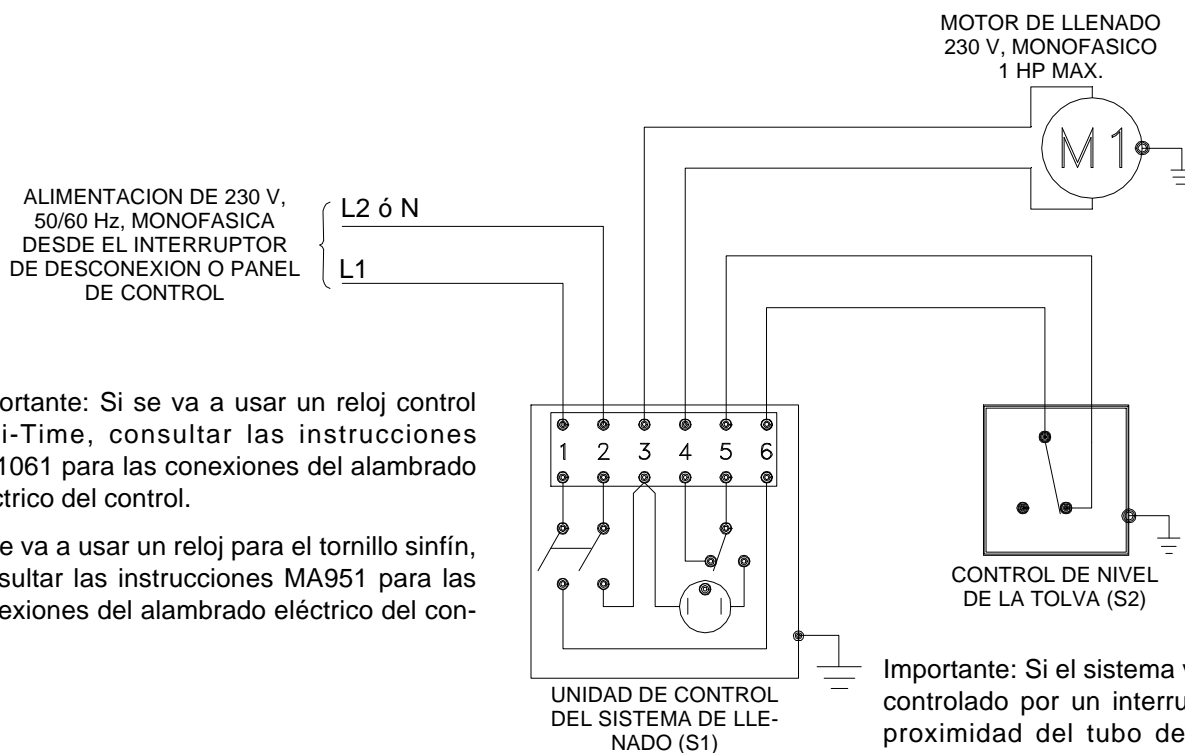 MOTOR DE LLENADO
230 V, MONOFASICO
1 HP MAX.
M 1
ALIMENTACION DE 230 V,
50/60 Hz, MONOFASICA
DESDE EL INTERRUPTOR
DE DESCONEXION O PANEL
DE CONTROL
L2 ó N
L1
ortante: Si se va a usar un reloj control
i-Time, consultar las instrucciones
1061 para las conexiones del alambrado
ctrico del control.
e va a usar un reloj para el tornillo sinfín,
sultar las instrucciones MA951 para las
exiones del alambrado eléctrico del con-
1 2 3 4 5 6
UNIDAD DE CONTROL
DEL SISTEMA DE LLE-
NADO (S1)
CONTROL DE NIVEL
DE LA TOLVA (S2)
Importante: Si el sistema v
controlado por un interru
proximidad del tubo de